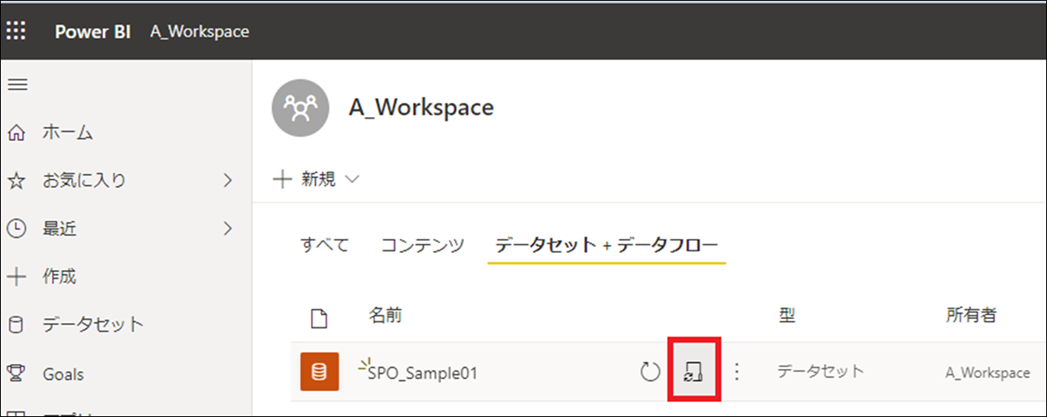 Power BI A_Workspace
A_Workspace
ホーム
お気に入り
最近
作成
データセット
Goals
新規
すべて コンテンツ データセット + データフロー
名前 型 所有者
SPO_Sample01 データセット A_Workspace